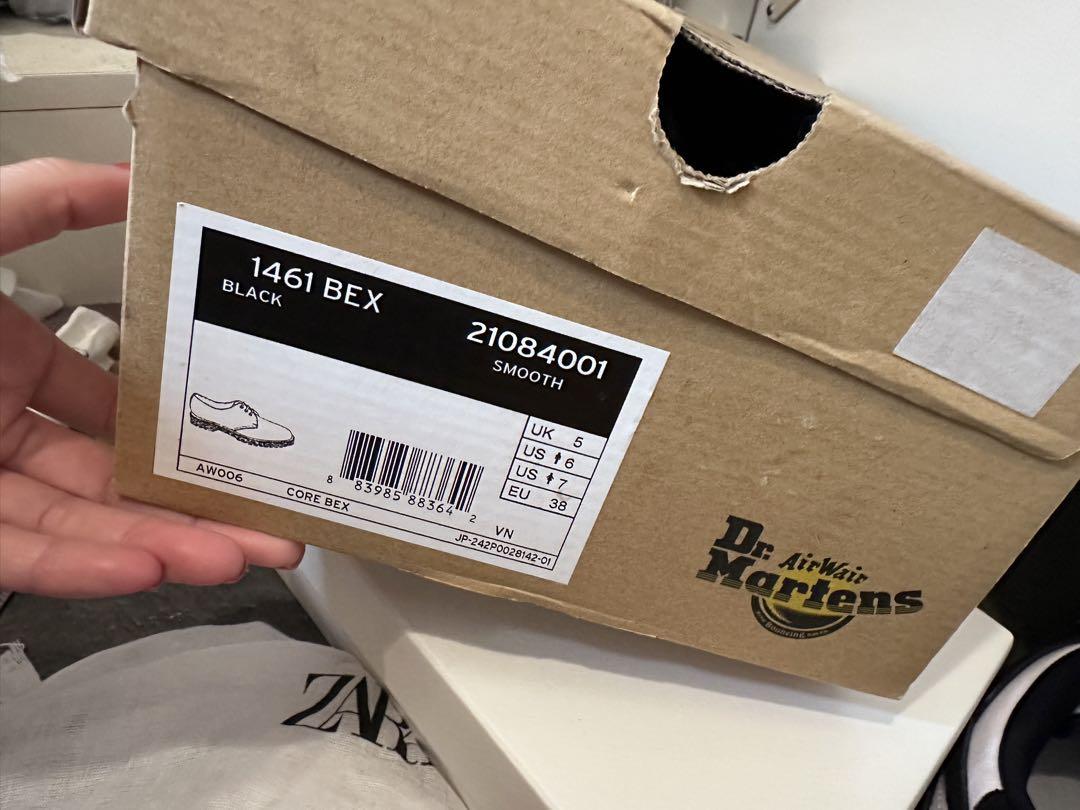 1461 BEX
BLACK
21084001
SMOOTH
UK 5
US 6
US 7
EU 38
8 83985 88364 2
AW006
CORE BEX
VN
JP-242P0028142-01
Dr.
Martens
AirWair
ZARA